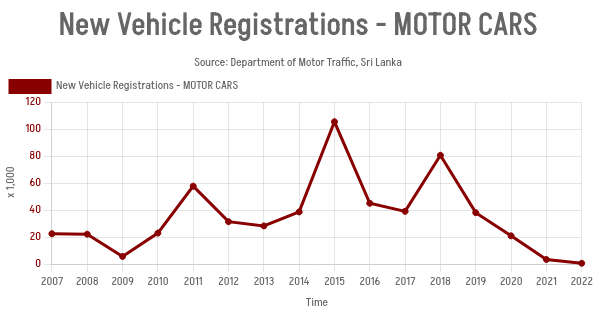 New Vehicle Registrations - MOTOR CARS
Source: Department of Motor Traffic, Sri Lanka
New Vehicle Registrations - MOTOR CARS
120
100
80
60
40
20
0
x 1,000
2007 2008 2009 2010 2011 2012 2013 2014 2015 2016 2017 2018 2019 2020 2021 2022
Time